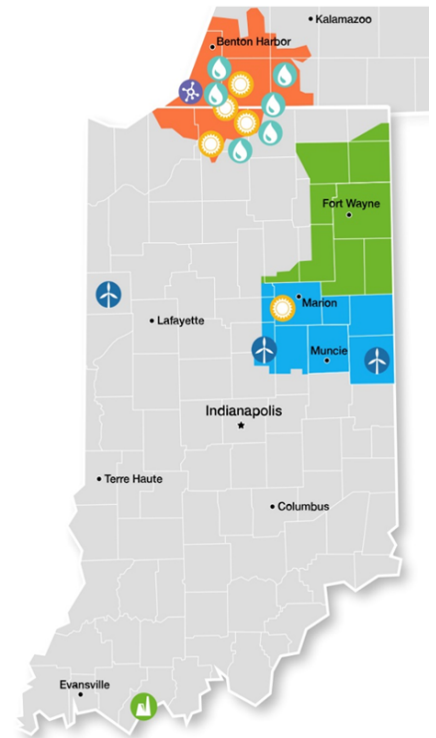 Kalamazoo
Benton Harbor
Fort Wayne
Marion
Lafayette
Muncie
Indianapolis
Terre Haute
Columbus
Evansville